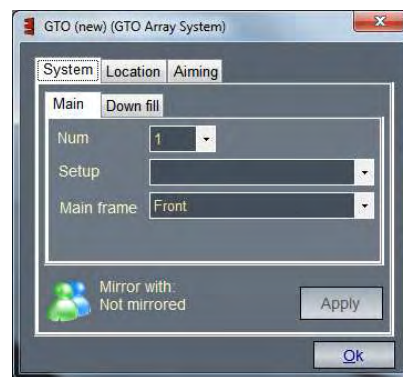 GTO (new) (GTO Array System)
System Location Aiming
Main Down fill
Num 1
Setup
Main frame Front
Mirror with:
Not mirrored
Apply
Ok